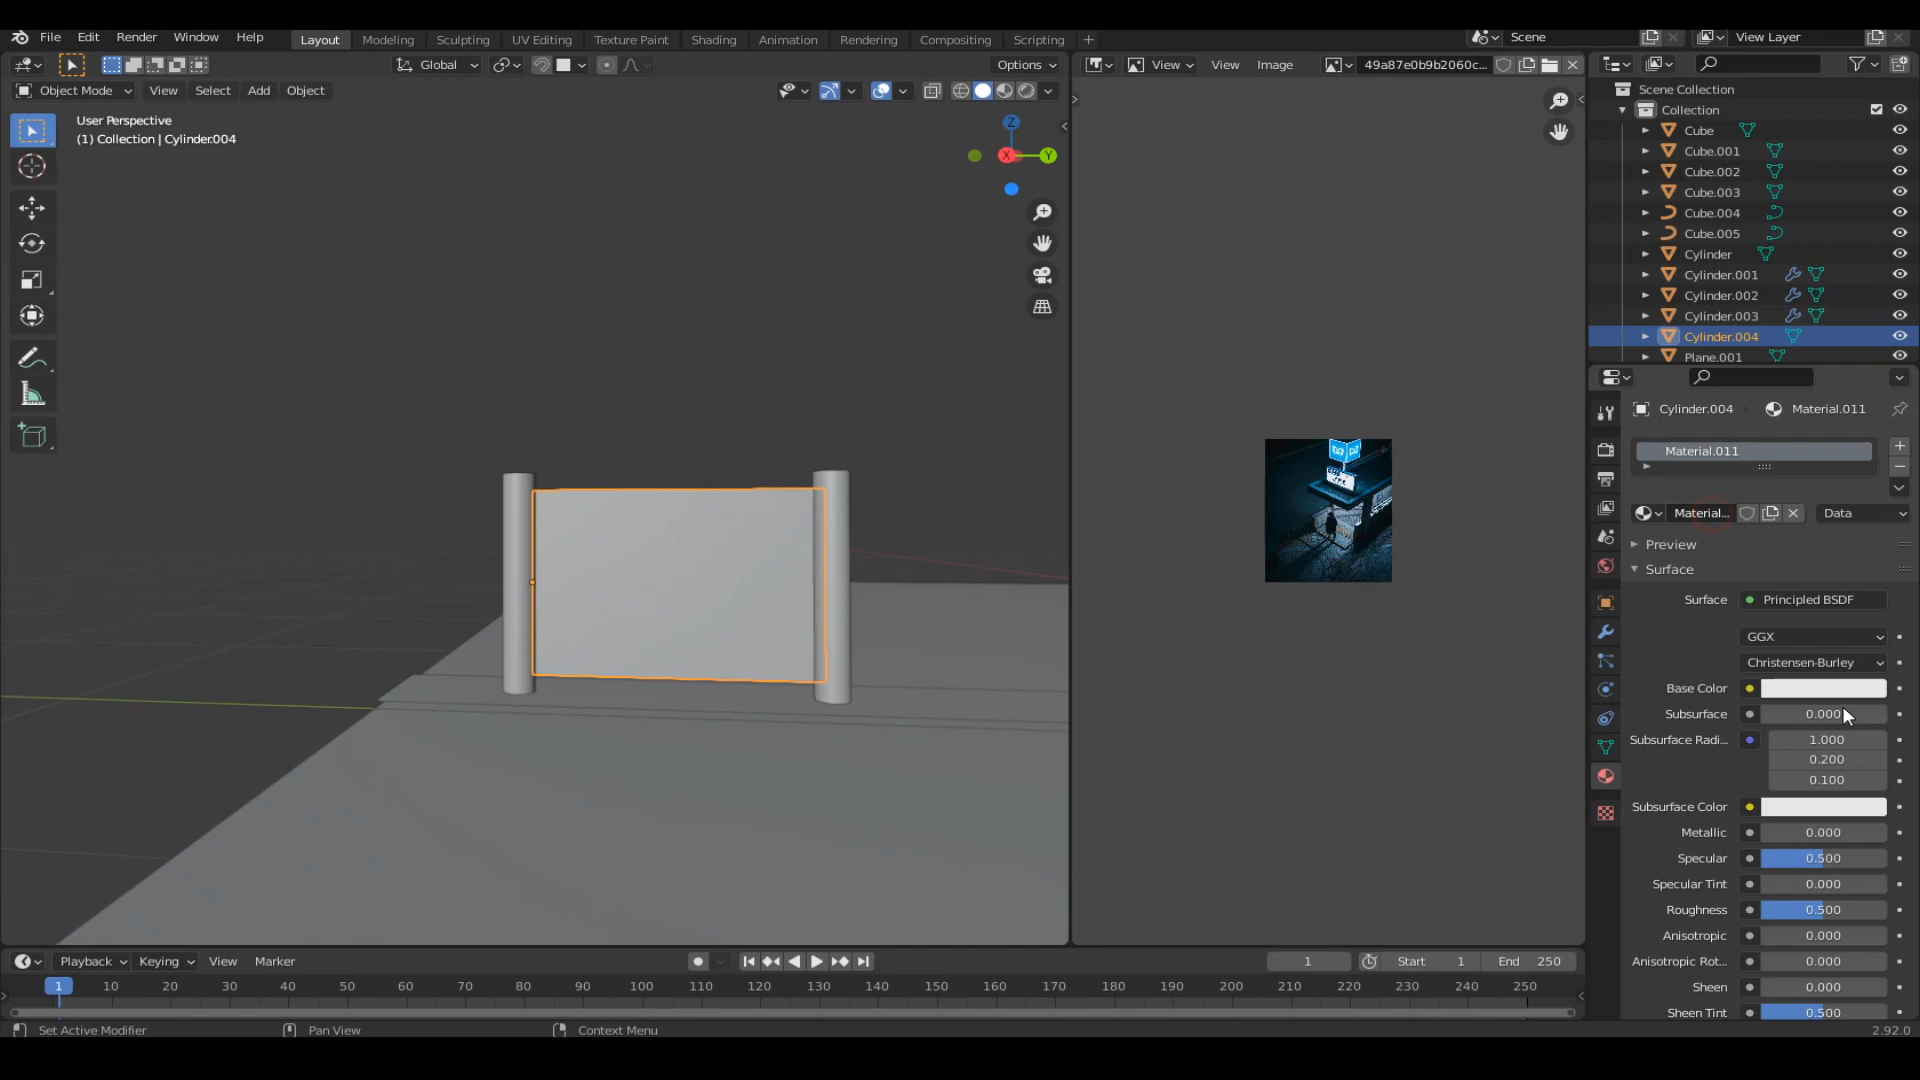 File Edit Render Window Help Layout Modeling Sculpting UV Editing Texture Paint Shading Animation Rendering Compositing Scripting + Scene View Layer
Global Options View View Image 49a87e0b9b2060c...
Object Mode View Select Add Object
User Perspective
(1) Collection | Cylinder.004
Z
X
Y
Scene Collection
Collection
Cube
Cube.001
Cube.002
Cube.003
Cube.004
Cube.005
Cylinder
Cylinder.001
Cylinder.002
Cylinder.003
Cylinder.004
Plane.001
Cylinder.004 Material.011
Material.011
Material... Data
Preview
Surface
Surface Principled BSDF
GGX
Christensen-Burley
Base Color
Subsurface 0.000
Subsurface Radi... 1.000
0.200
0.100
Subsurface Color
Metallic 0.000
Specular 0.500
Specular Tint 0.000
Roughness 0.500
Anisotropic 0.000
Anisotropic Rot... 0.000
Sheen 0.000
Sheen Tint 0.500
Playback Keying View Marker 1 Start 1 End 250
1 10 20 30 40 50 60 70 80 90 100 110 120 130 140 150 160 170 180 190 200 210 220 230 240 250
Set Active Modifier Pan View Context Menu 2.92.0